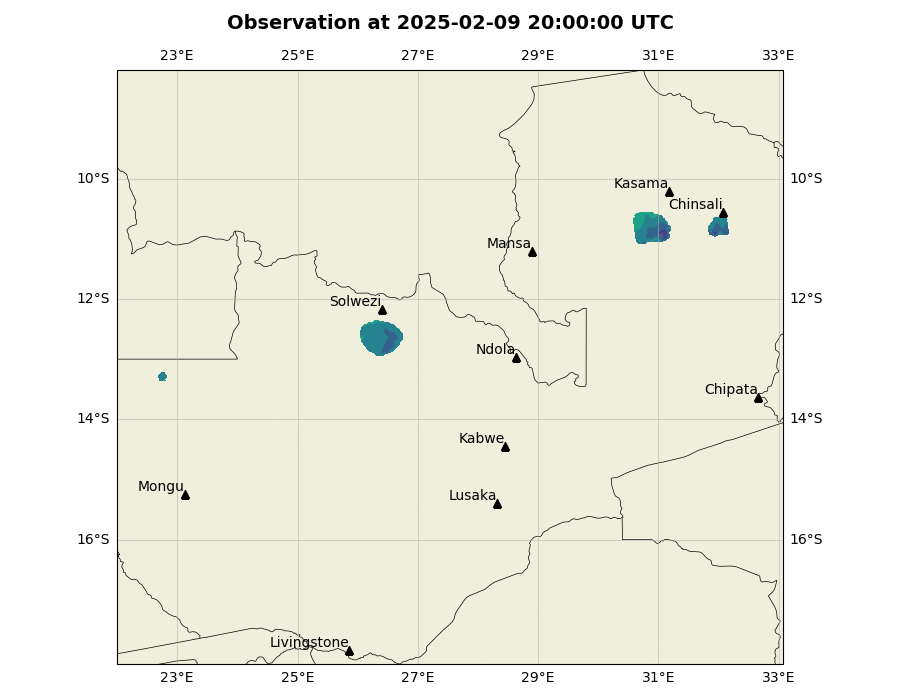 Observation at 2025-02-09 20:00:00 UTC
23°E 25°E 27°E 29°E 31°E 33°E
10°S 10°S
Kasama
Chinsali
Mansa
12°S 12°S
Solwezi
Ndola
Chipata
14°S 14°S
Kabwe
Mongu
Lusaka
16°S 16°S
Livingstone
23°E 25°E 27°E 29°E 31°E 33°E